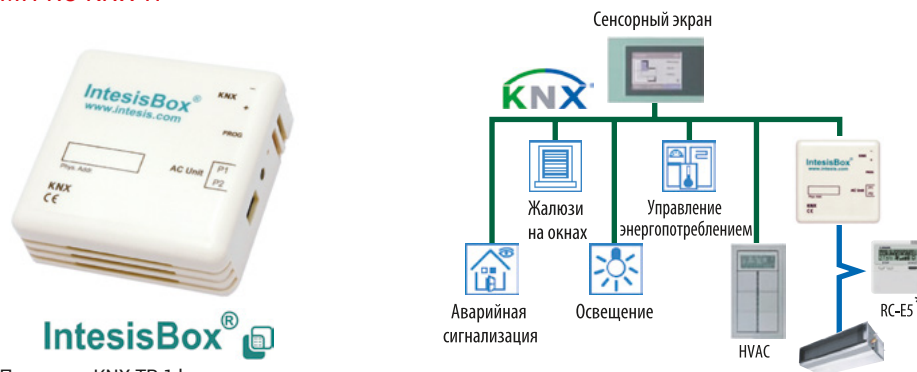 IntesisBox®
www.intesis.com
KNX
–
+
PROG
Phys. Addr.
AC Unit
P1
P2
KNX
CE
IntesisBox®
Сенсорный экран
KNX®
Жалюзи
на окнах
Управление
энергопотреблением
Аварийная
сигнализация
Освещение
HVAC
IntesisBox®
www.intesis.com
KNX
RC-E5*